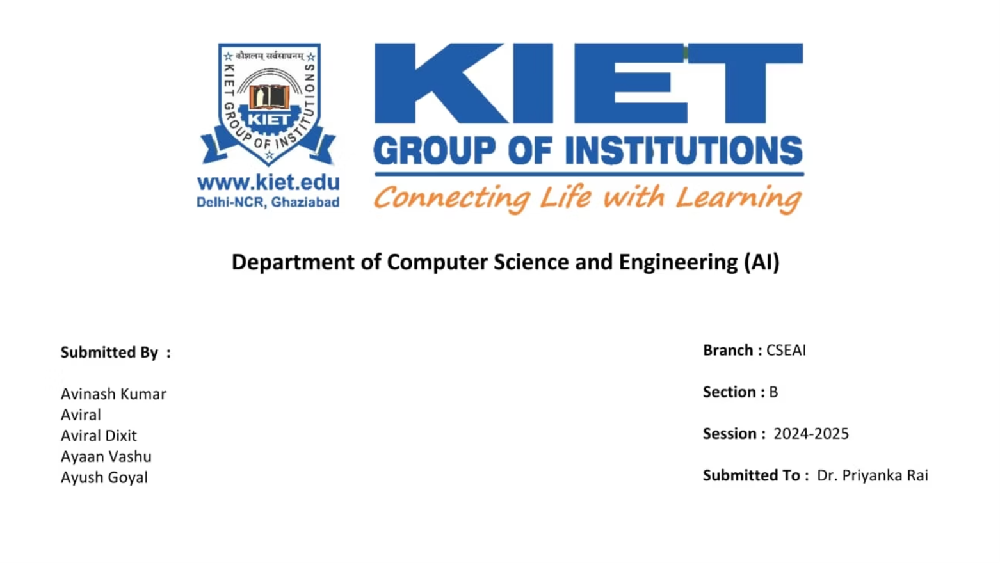 कौशलम् सर्वसाधनम्
KIET GROUP OF INSTITUTIONS
KIET
www.kiet.edu
Delhi-NCR, Ghaziabad
KIET
GROUP OF INSTITUTIONS
Connecting Life with Learning
Department of Computer Science and Engineering (AI)
Submitted By :
Avinash Kumar
Aviral
Aviral Dixit
Ayaan Vashu
Ayush Goyal
Branch : CSEAI
Section : B
Session : 2024-2025
Submitted To : Dr. Priyanka Rai